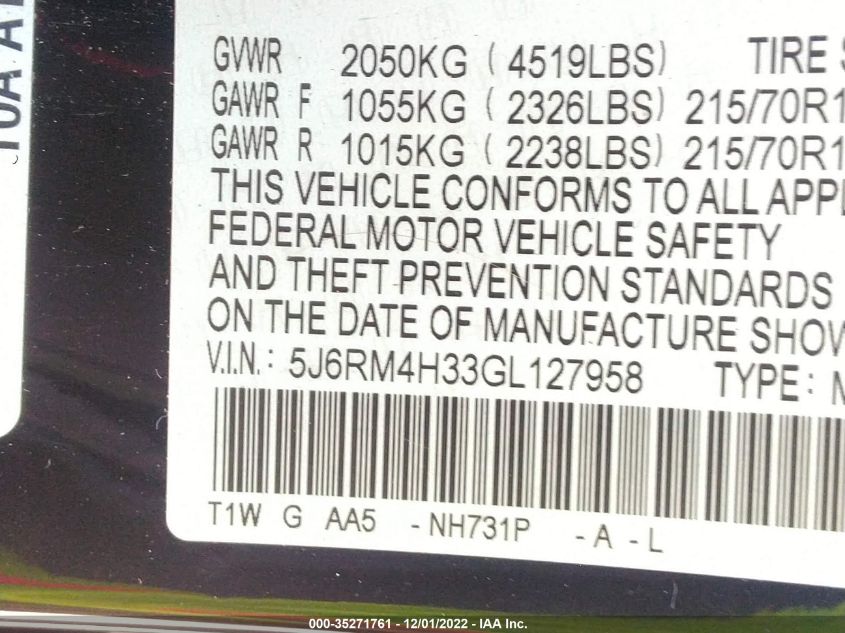 GVWR 2050KG ( 4519LBS) TIRE S
GAWR F 1055KG ( 2326LBS) 215/70R1
GAWR R 1015KG ( 2238LBS) 215/70R1
THIS VEHICLE CONFORMS TO ALL APPL
FEDERAL MOTOR VEHICLE SAFETY
AND THEFT PREVENTION STANDARDS
ON THE DATE OF MANUFACTURE SHOW
V.I.N.: 5J6RM4H33GL127958 TYPE: M
T1W G AA5 -NH731P -A-L
000-35271761 - 12/01/2022 - IAA Inc.